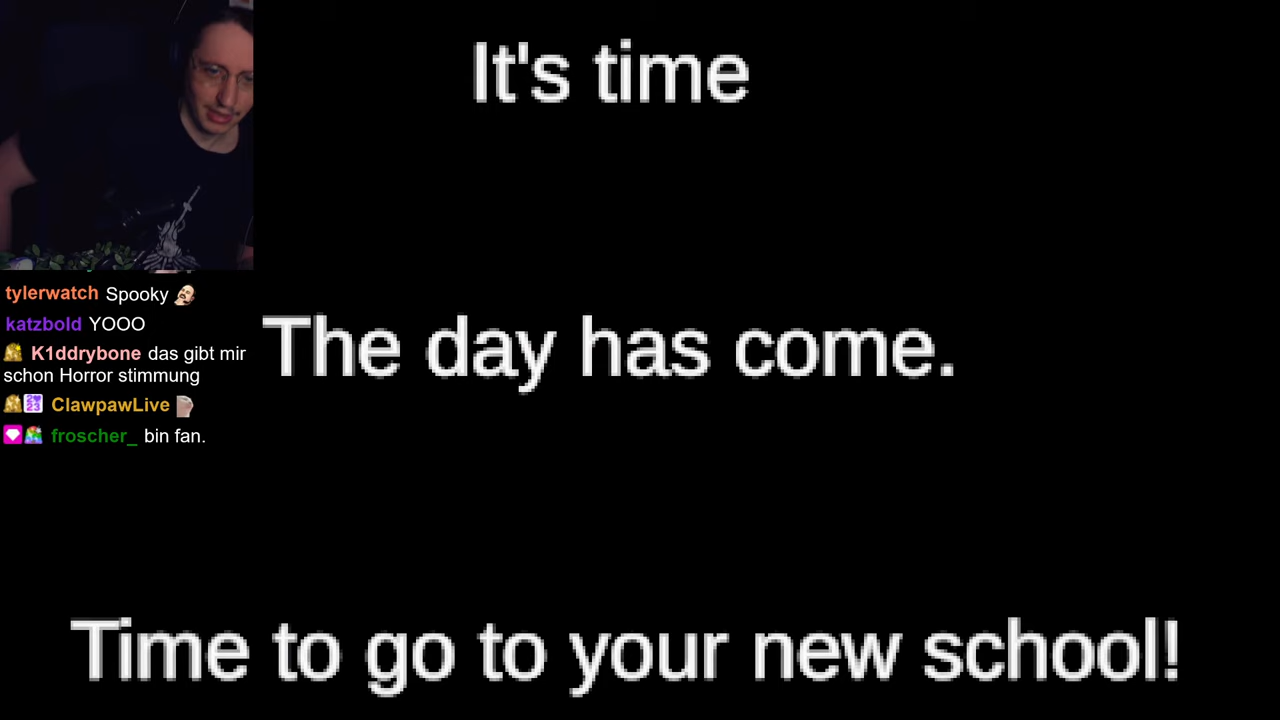 It's time
tylerwatch Spooky
katzbold YOOO
K1ddrybone das gibt mir
schon Horror stimmung
ClawpawLive
froscher_ bin fan.
The day has come.
Time to go to your new school!